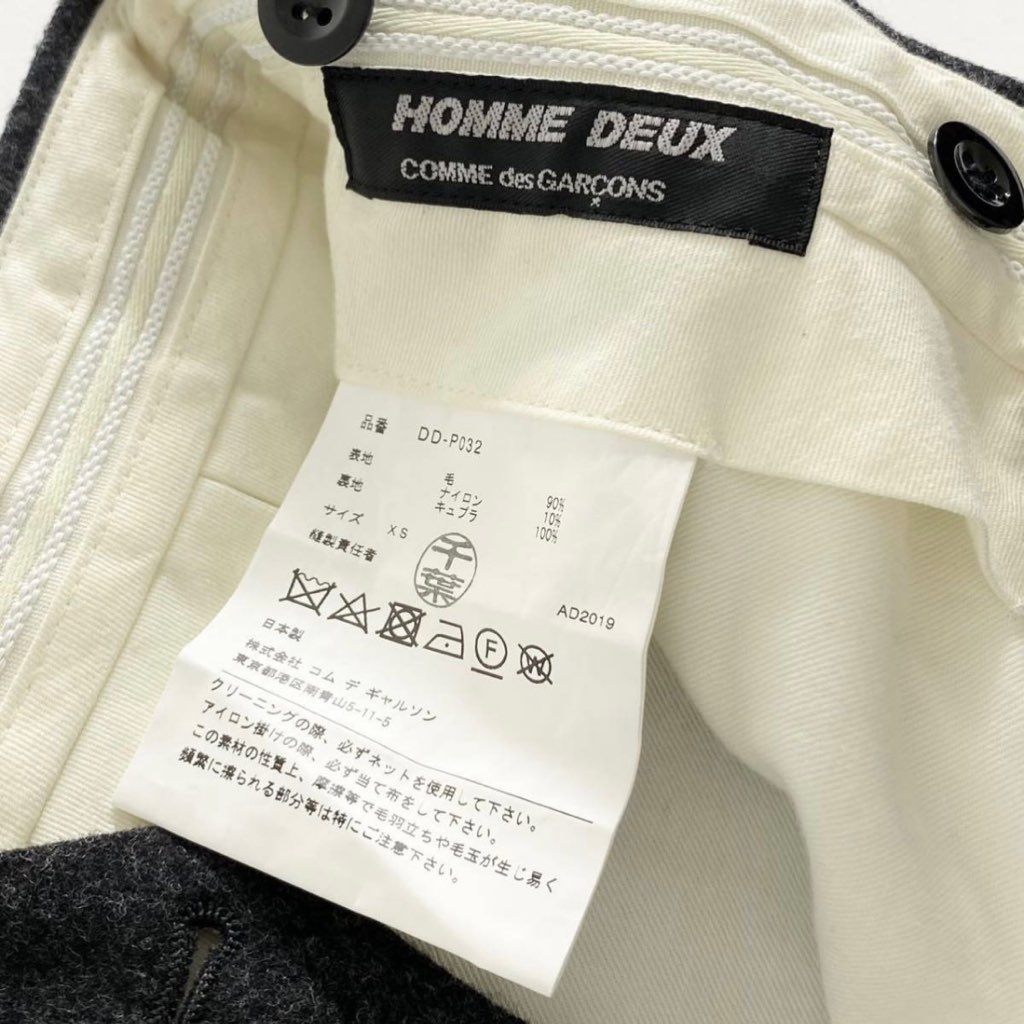 HOMME DEUX
COMME des GARÇONS
品番 DD-P032
表地 毛 90%
ナイロン 10%
裏地 キュプラ 100%
サイズ XS
縫製責任者 千葉
AD2019
F W
日本製
株式会社 コム デ ギャルソン
東京都港区南青山5-11-5
クリーニングの際、必ずネットを使用して下さい。
アイロン掛けの際、必ず当て布をして下さい。
この素材の性質上、摩擦等で毛羽立ちや毛玉が生じ易く
頻繁に擦られる部分等は特にご注意下さい。